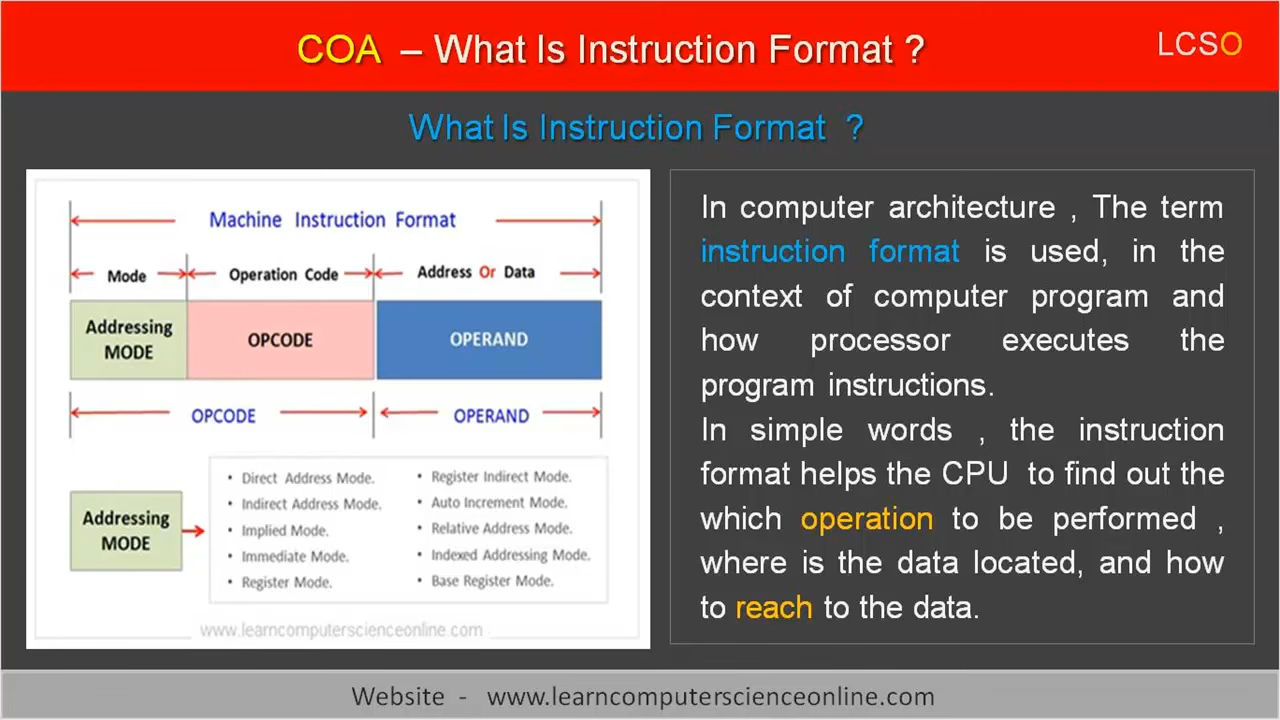 COA – What Is Instruction Format ?
LCSO
What Is Instruction Format ?
Machine Instruction Format
Mode
Operation Code
Address Or Data
Addressing
MODE
OPCODE
OPERAND
OPCODE
OPERAND
Addressing
MODE
• Direct Address Mode.
• Indirect Address Mode.
• Implied Mode.
• Immediate Mode.
• Register Mode.
• Register Indirect Mode.
• Auto Increment Mode.
• Relative Address Mode.
• Indexed Addressing Mode.
• Base Register Mode.
www.learncomputerscienceonline.com
In computer architecture , The term
instruction format is used, in the
context of computer program and
how processor executes the
program instructions.
In simple words , the instruction
format helps the CPU to find out the
which operation to be performed ,
where is the data located, and how
to reach to the data.
Website - www.learncomputerscienceonline.com